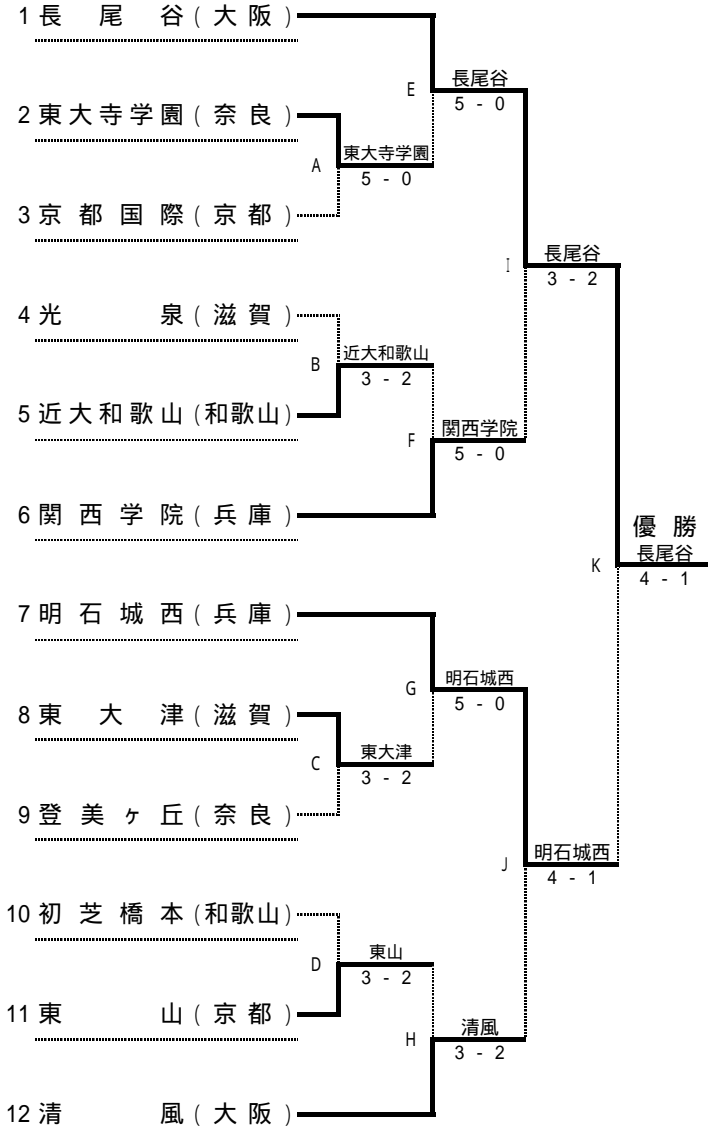 1 長尾谷(大阪)
長尾谷
E
5 - 0
2 東大寺学園(奈良)
東大寺学園
A
5 - 0
3 京都国際(京都)
長尾谷
I
3 - 2
4 光泉(滋賀)
近大和歌山
B
3 - 2
5 近大和歌山(和歌山)
関西学院
F
5 - 0
6 関西学院(兵庫)
優勝
長尾谷
K
4 - 1
7 明石城西(兵庫)
明石城西
G
5 - 0
8 東大津(滋賀)
東大津
C
3 - 2
9 登美ヶ丘(奈良)
明石城西
J
4 - 1
10 初芝橋本(和歌山)
東山
D
3 - 2
11 東山(京都)
清風
H
3 - 2
12 清風(大阪)